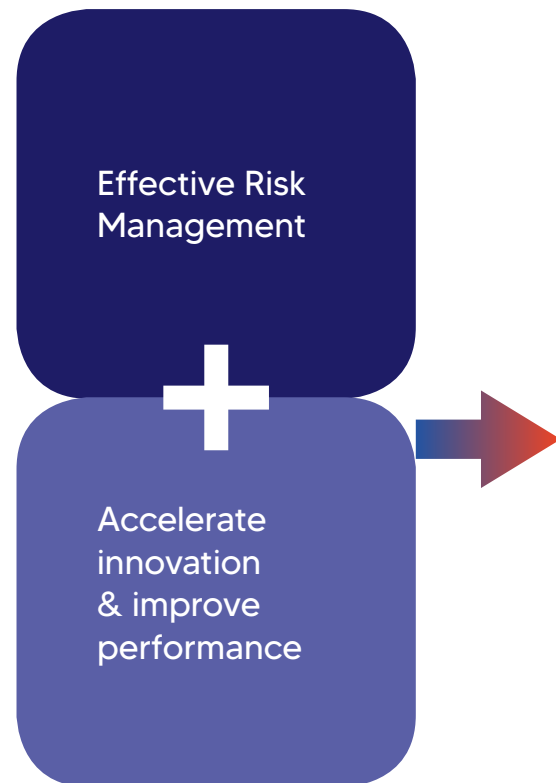 Effective Risk
Management
Accelerate
innovation
& improve
performance